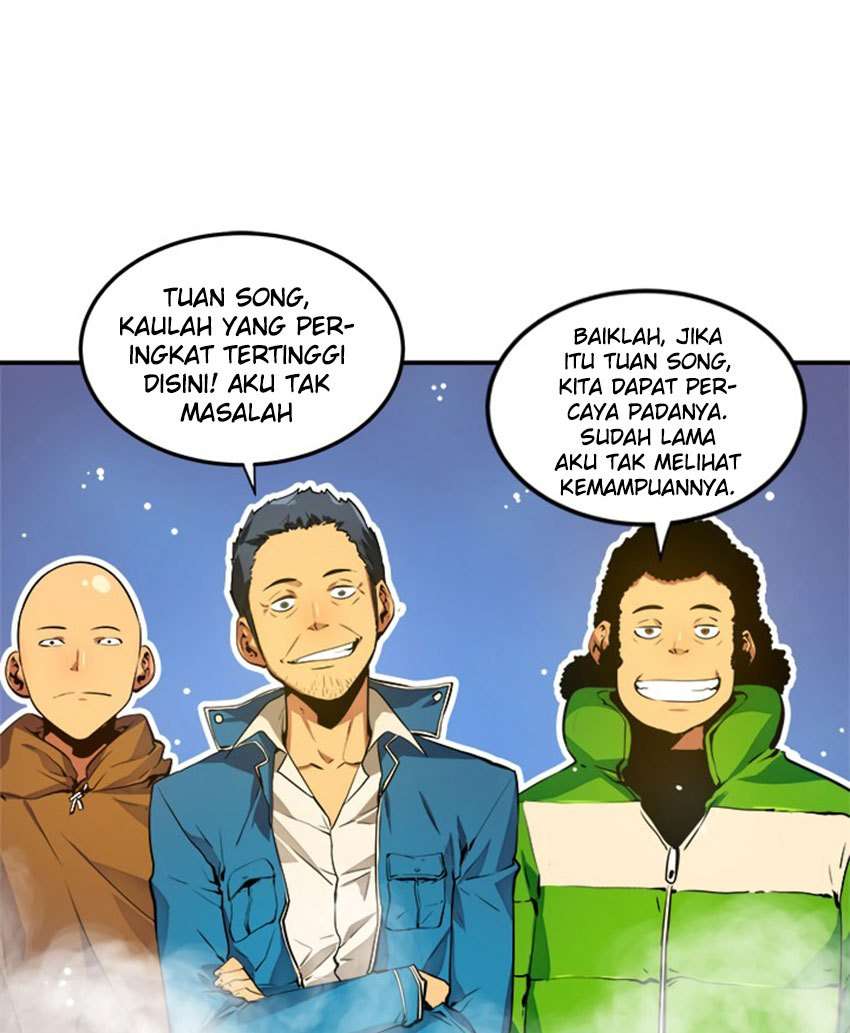 TUAN SONG,
KAULAH YANG PER-
INGKAT TERTINGGI
DISINI! AKU TAK
MASALAH
BAIKLAH, JIKA
ITU TUAN SONG,
KITA DAPAT PER-
CAYA PADANYA.
SUDAH LAMA
AKU TAK MELIHAT
KEMAMPUANNYA.